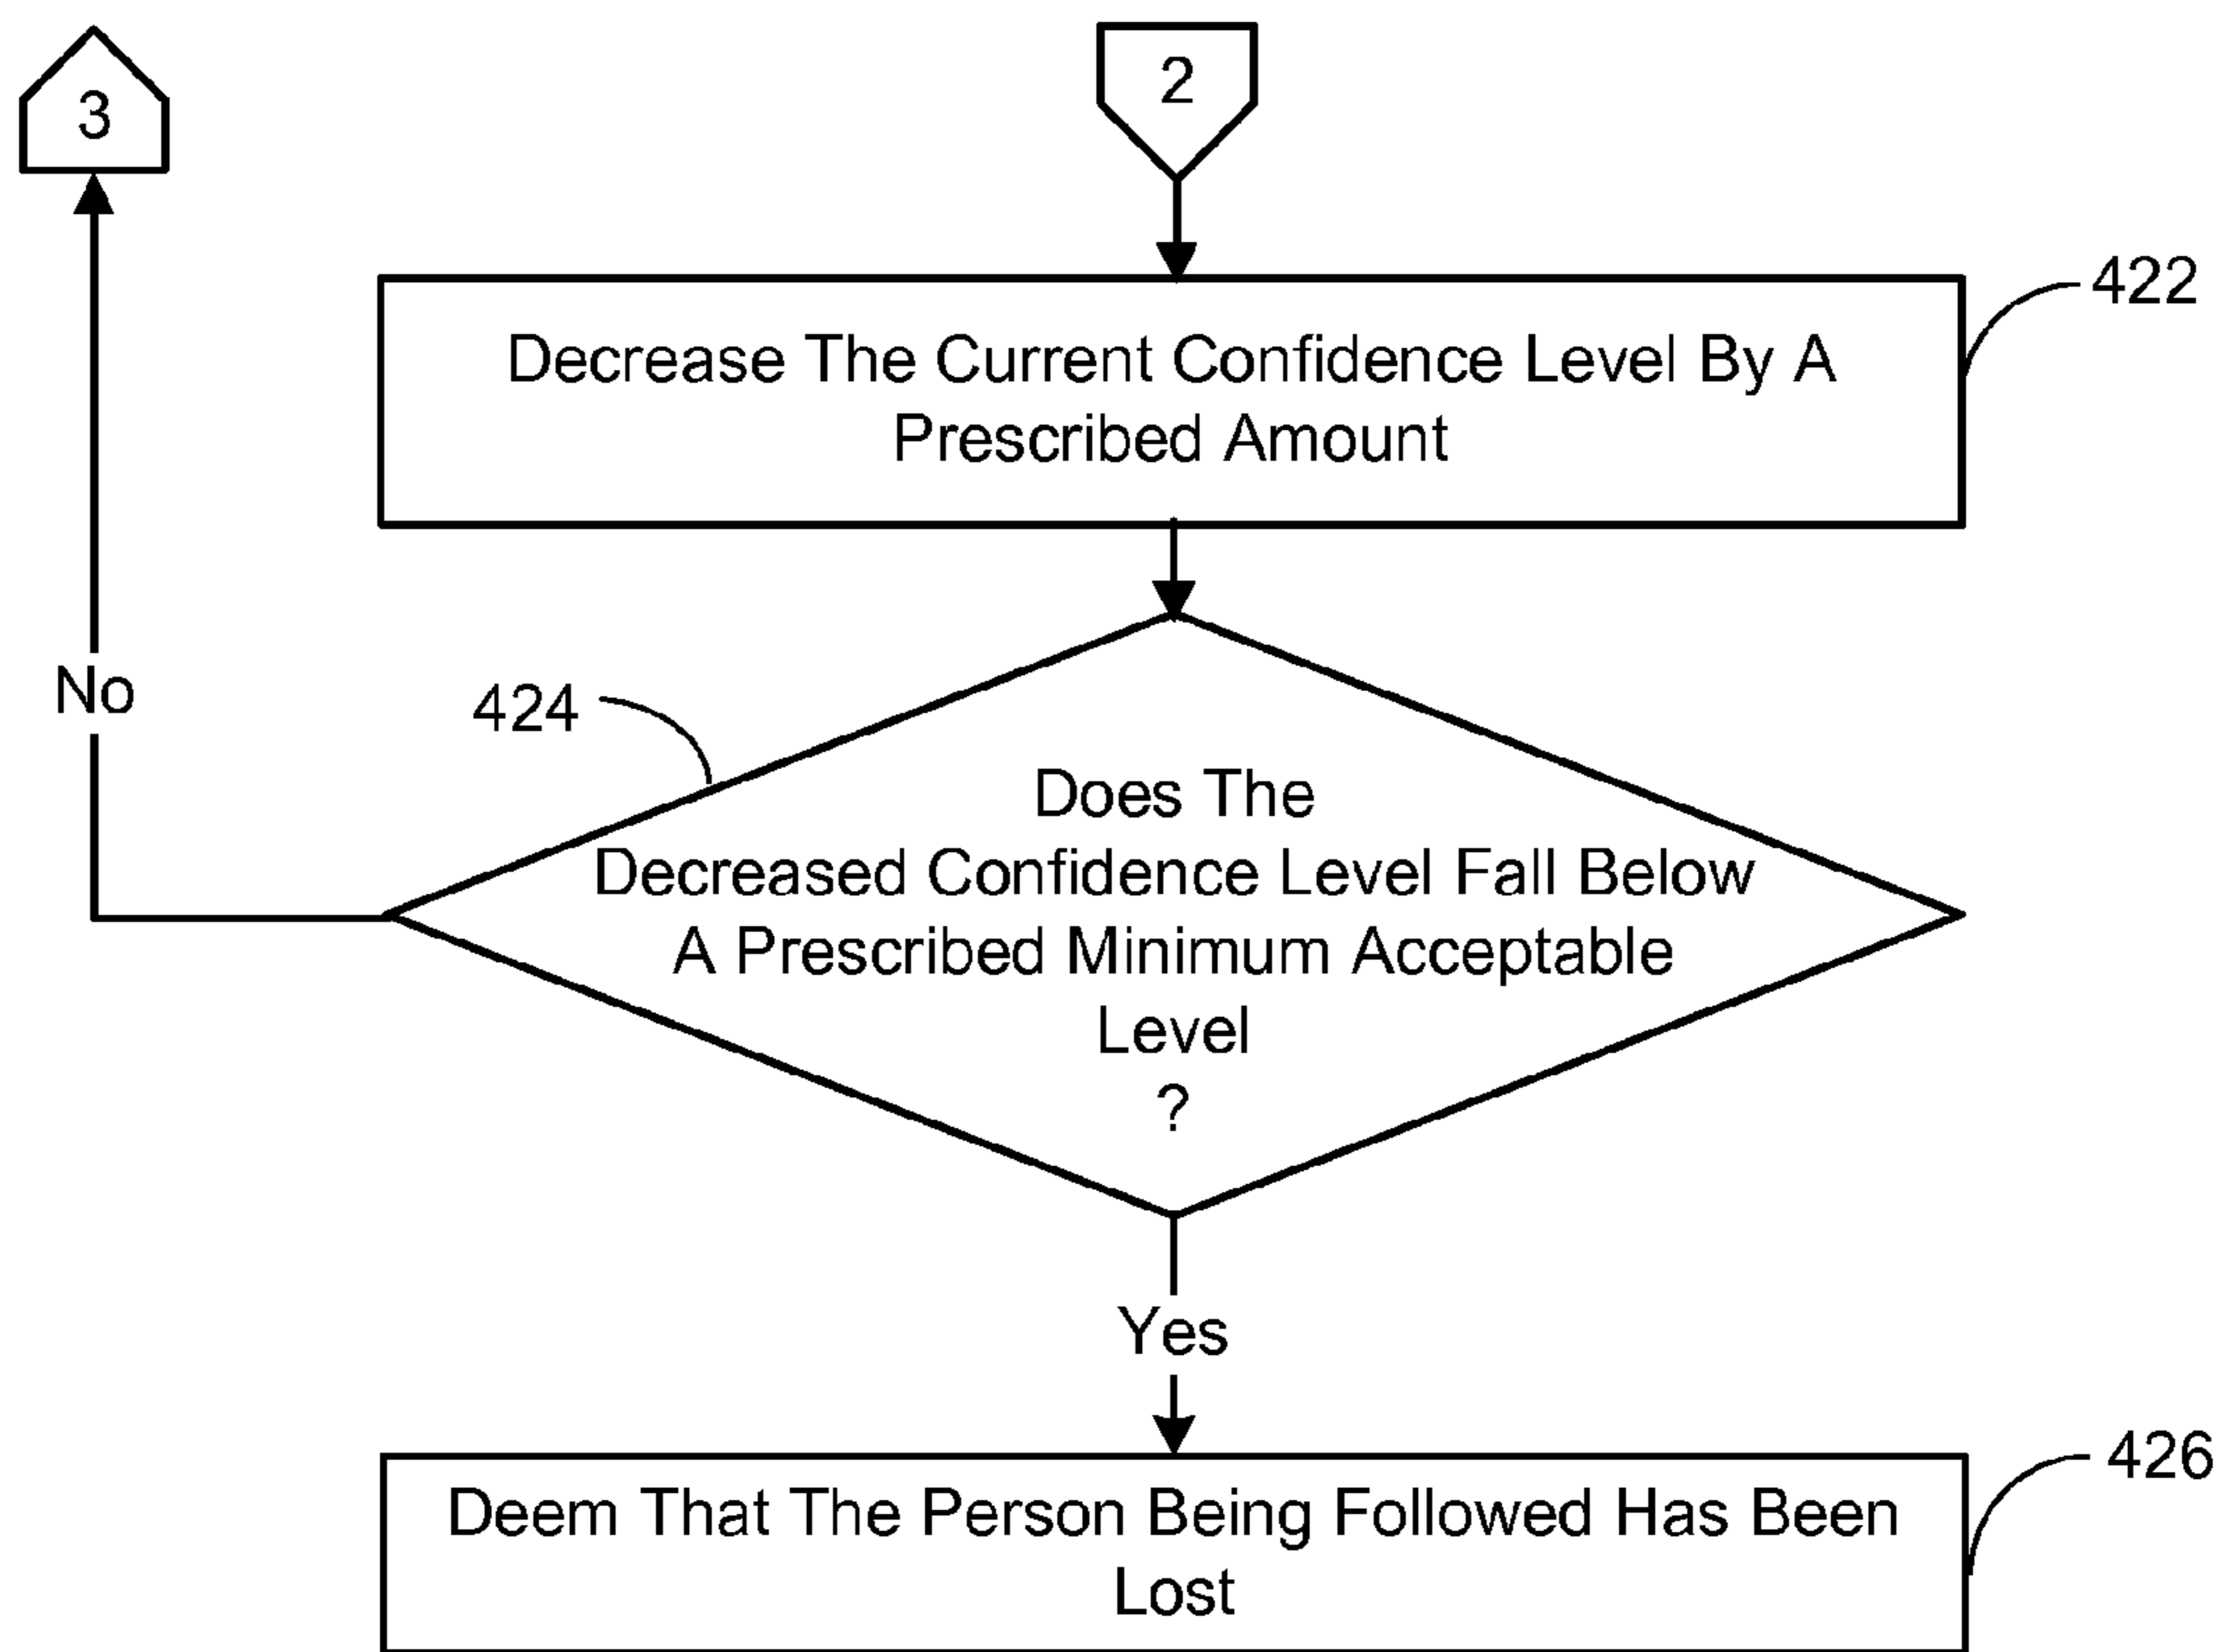 3
2
422
Decrease The Current Confidence Level By A
Prescribed Amount
No
424
Does The
Decreased Confidence Level Fall Below
A Prescribed Minimum Acceptable
Level
?
Yes
426
Deem That The Person Being Followed Has Been
Lost